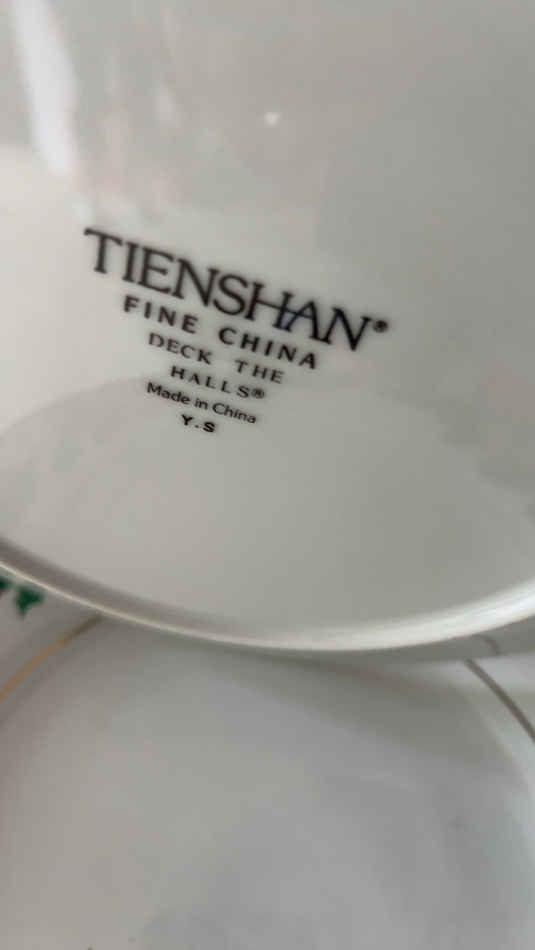 TIENSHAN®
FINE CHINA
DECK THE
HALLS®
Made in China
Y.S